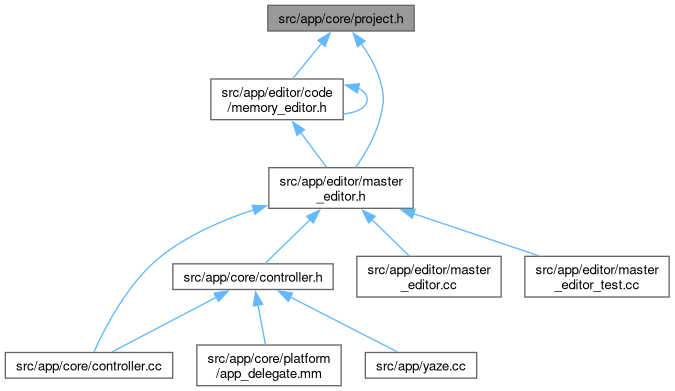 src/app/core/project.h
src/app/editor/code
/memory_editor.h
src/app/editor/master
_editor.h
src/app/core/controller.h
src/app/editor/master
_editor.cc
src/app/editor/master
_editor_test.cc
src/app/core/controller.cc
src/app/core/platform
/app_delegate.mm
src/app/yaze.cc